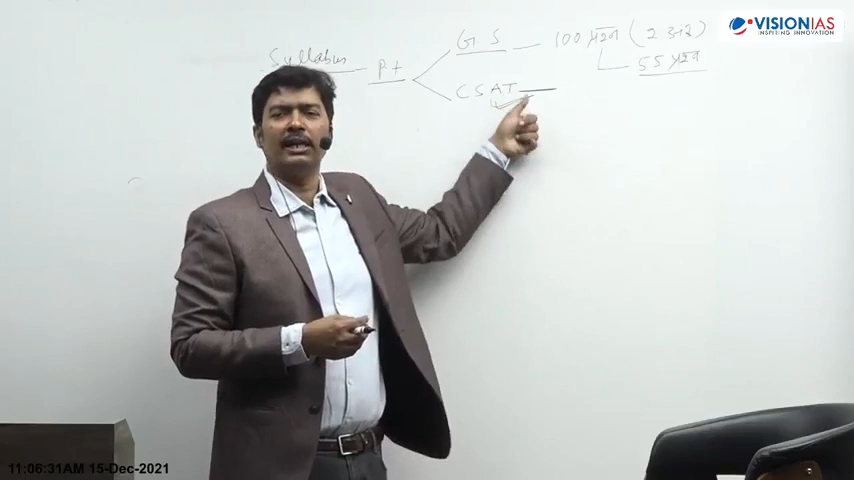 VISIONIAS
INSPIRING INNOVATION
Syllabus
Pt
GS — 100 प्रश्न (2 अंक)
55 प्रश्न
CSAT
11:06:31AM 15-Dec-2021